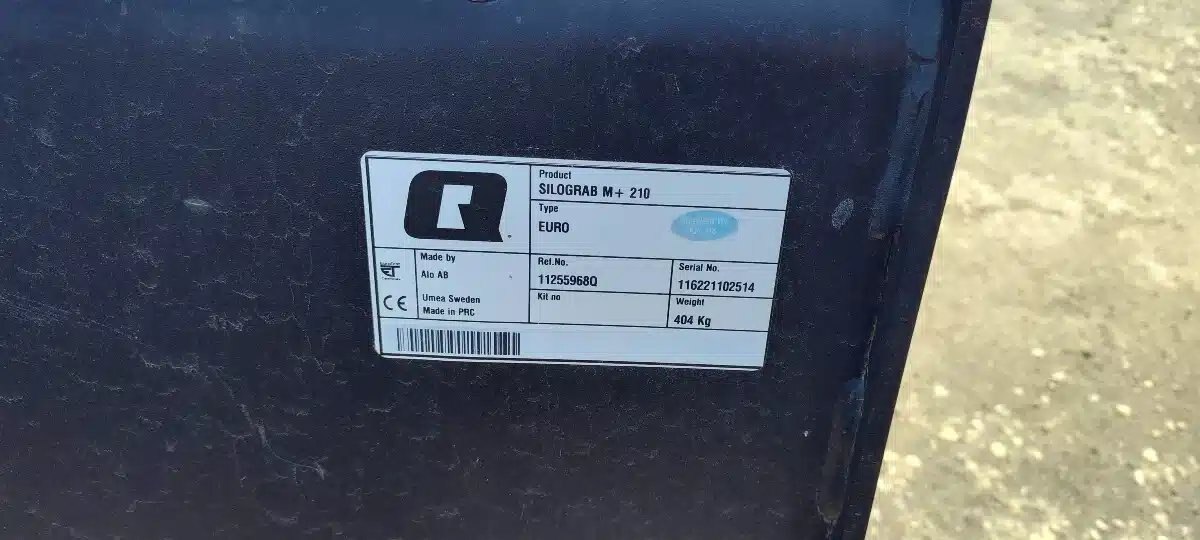 Product
SILOGRAB M+ 210
Type
EURO
Made by
Alo AB
Umea Sweden
Made in PRC
CE
Ref.No.
11255968Q
Serial No.
116221102514
Kit no
Weight
404 Kg